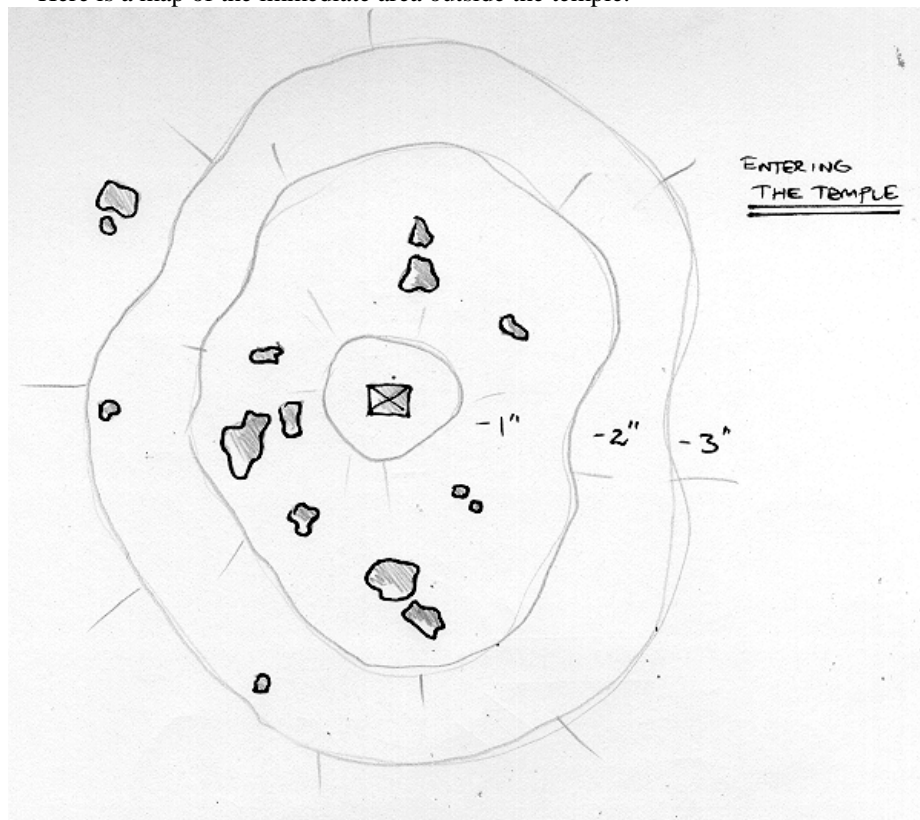 Here is a map of the immediate area outside the temple.
ENTERING
THE TEMPLE
-1"
-2"
-3"